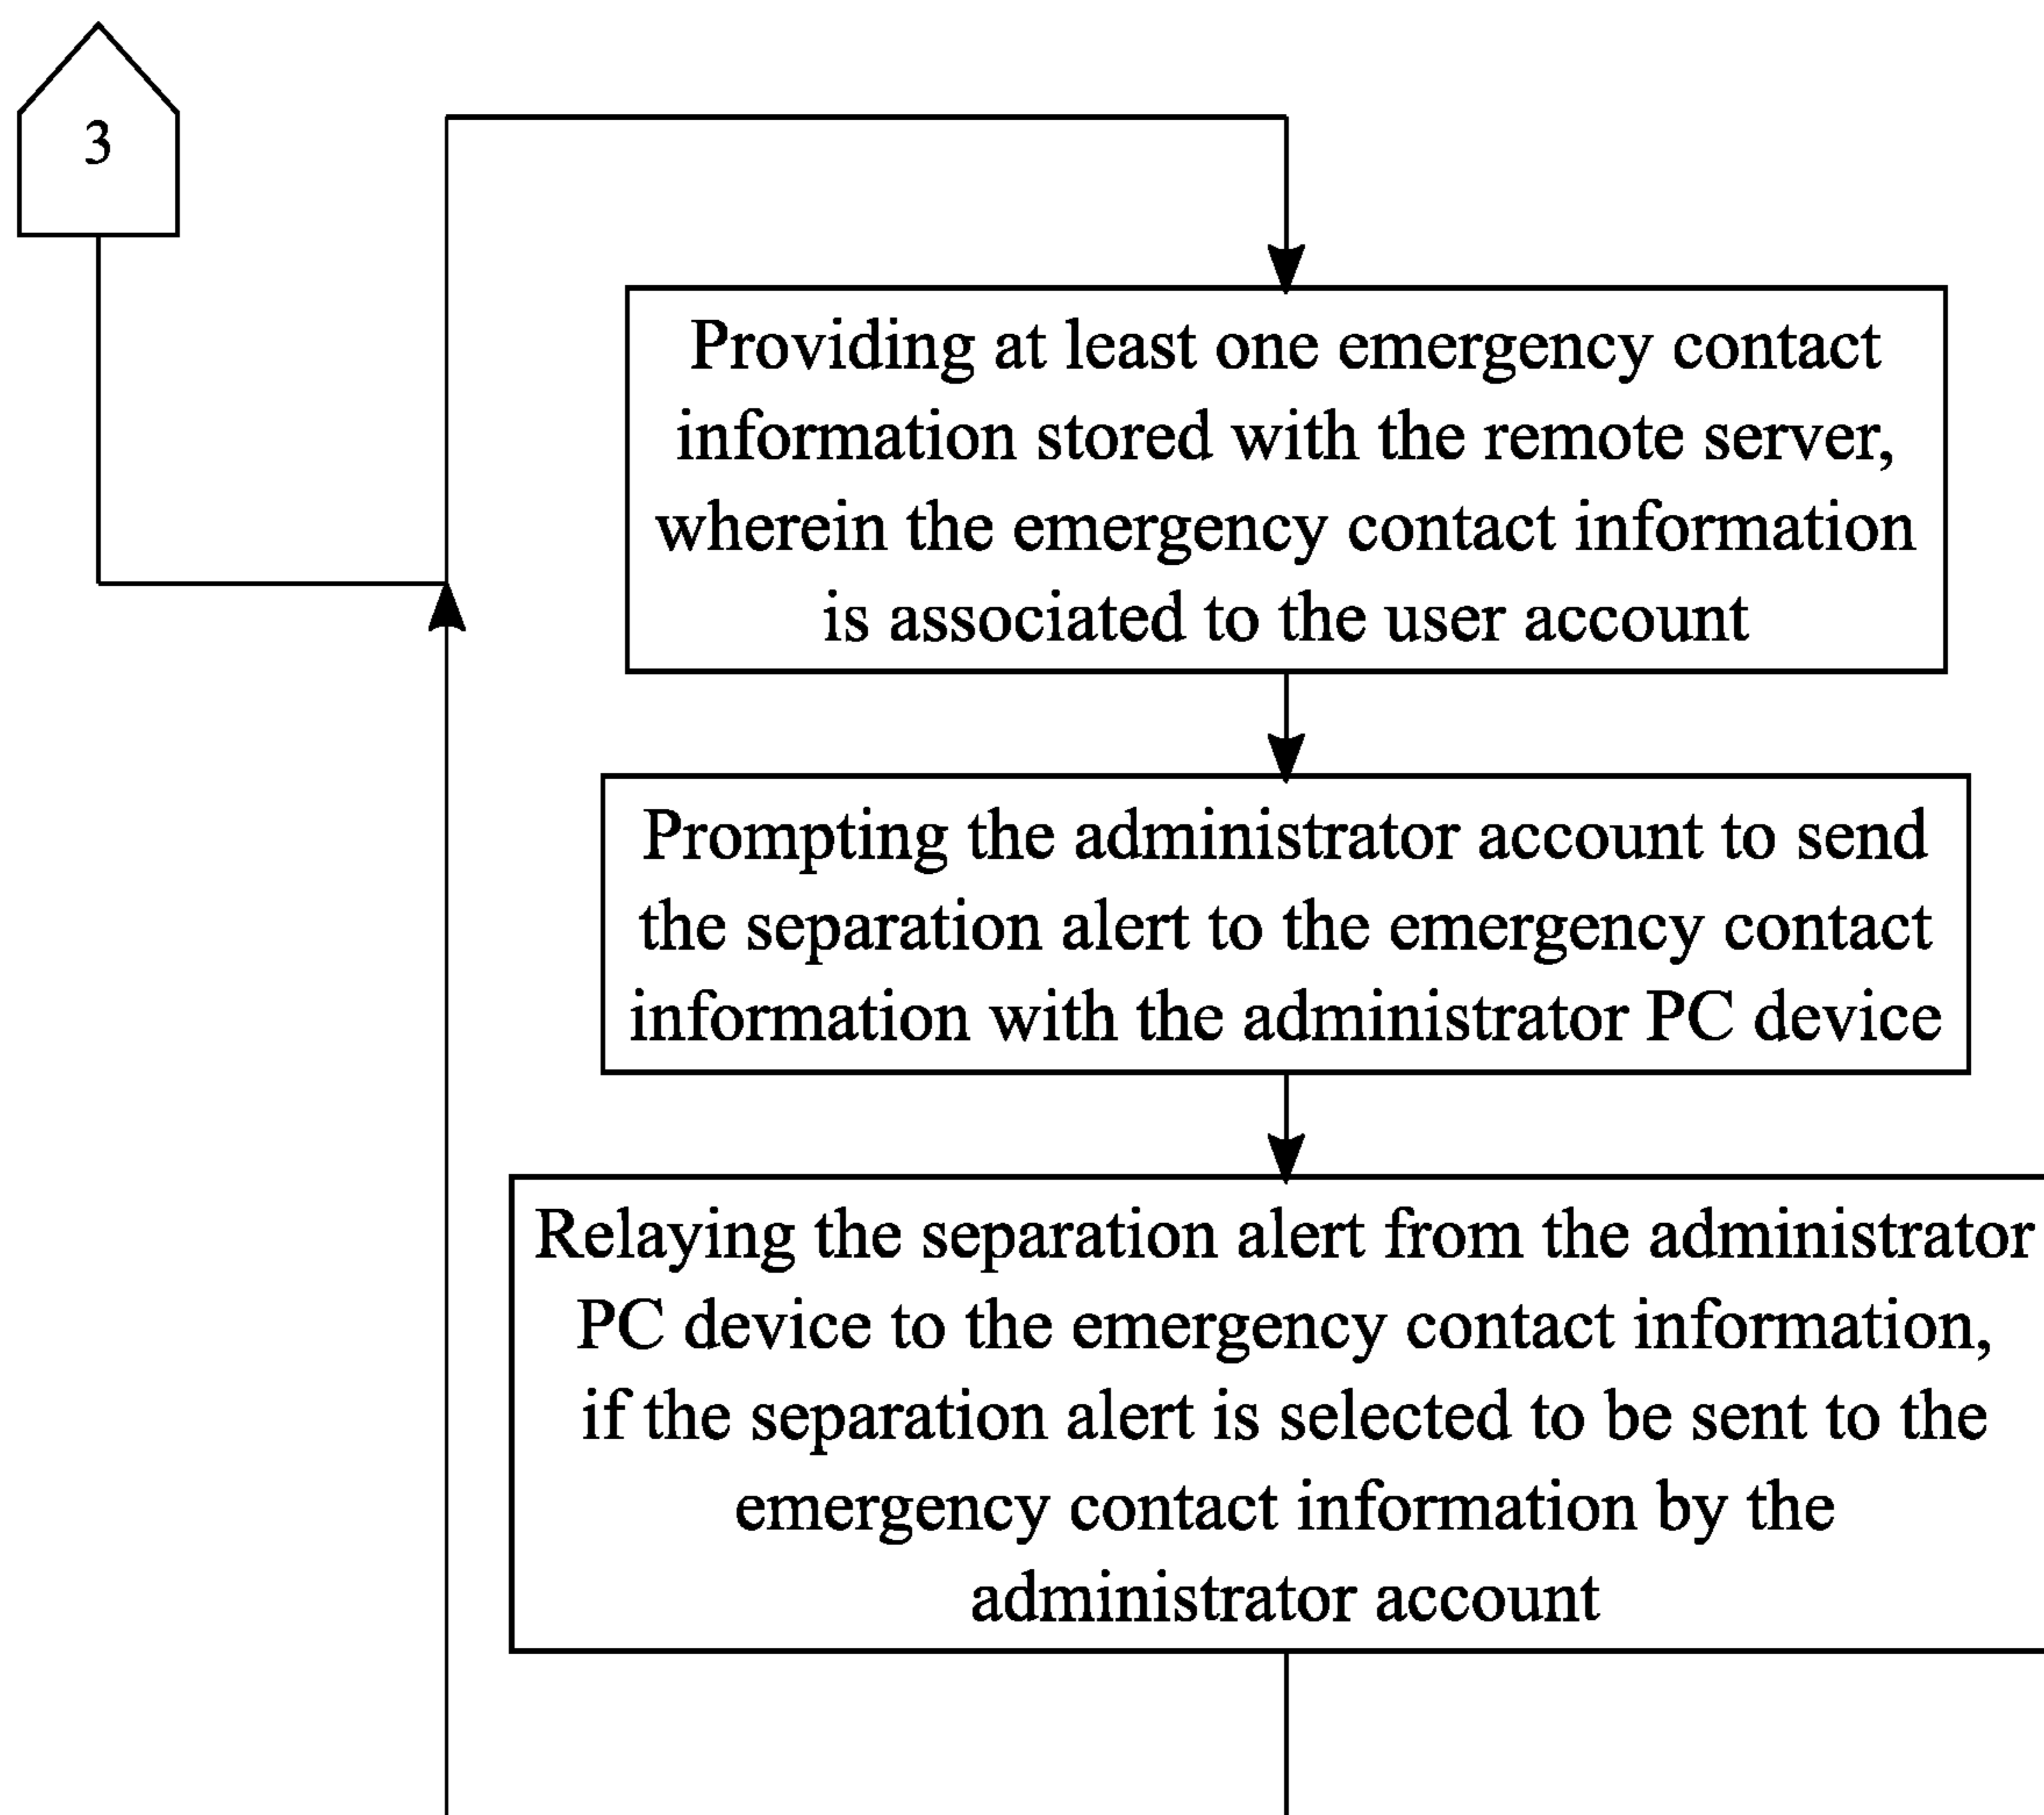 3
Providing at least one emergency contact
information stored with the remote server,
wherein the emergency contact information
is associated to the user account
Prompting the administrator account to send
the separation alert to the emergency contact
information with the administrator PC device
Relaying the separation alert from the administrator
PC device to the emergency contact information,
if the separation alert is selected to be sent to the
emergency contact information by the
administrator account